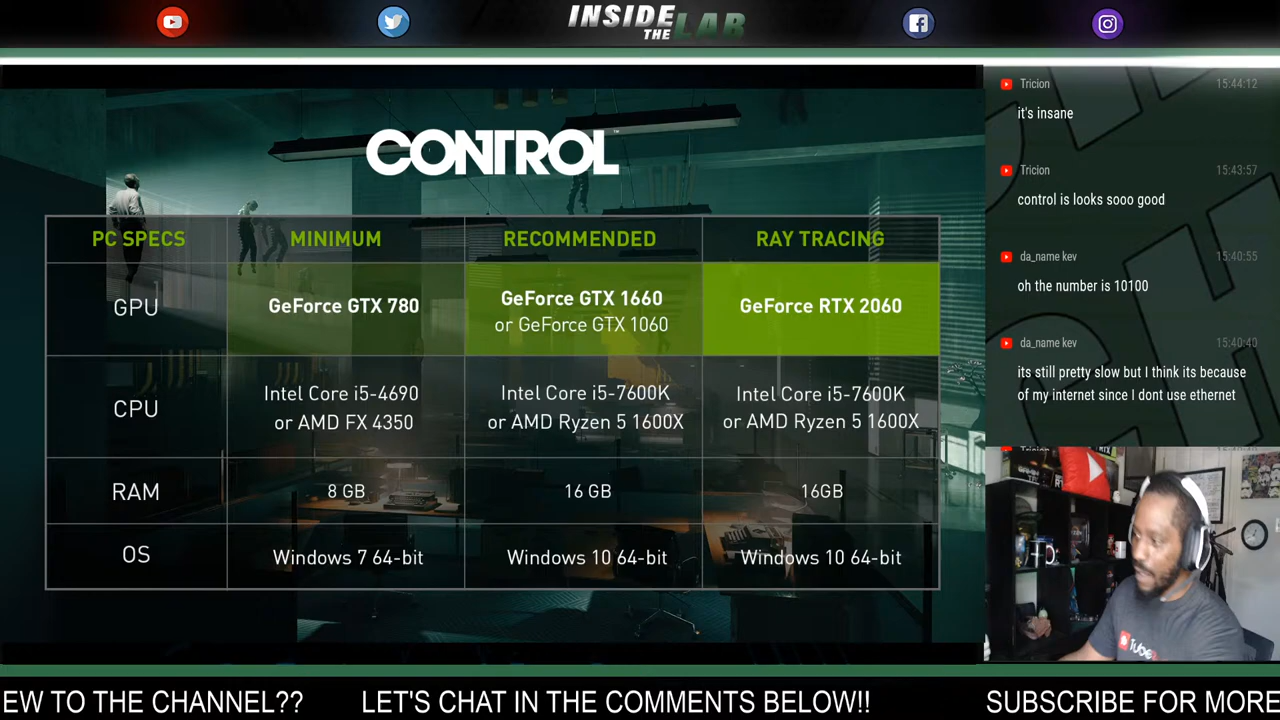 INSIDE
THE LAB
CONTROL™
PC SPECS
MINIMUM
RECOMMENDED
RAY TRACING
GPU
GeForce GTX 780
GeForce GTX 1660
or GeForce GTX 1060
GeForce RTX 2060
CPU
Intel Core i5-4690
or AMD FX 4350
Intel Core i5-7600K
or AMD Ryzen 5 1600X
Intel Core i5-7600K
or AMD Ryzen 5 1600X
RAM
8 GB
16 GB
16GB
OS
Windows 7 64-bit
Windows 10 64-bit
Windows 10 64-bit
Tricion 15:44:12
it's insane
Tricion 15:43:57
control is looks sooo good
da_name kev 15:40:55
oh the number is 10100
da_name kev 15:40:40
its still pretty slow but I think its because
of my internet since I dont use ethernet
Tricion
Tube
EW TO THE CHANNEL?? LET'S CHAT IN THE COMMENTS BELOW!! SUBSCRIBE FOR MORE